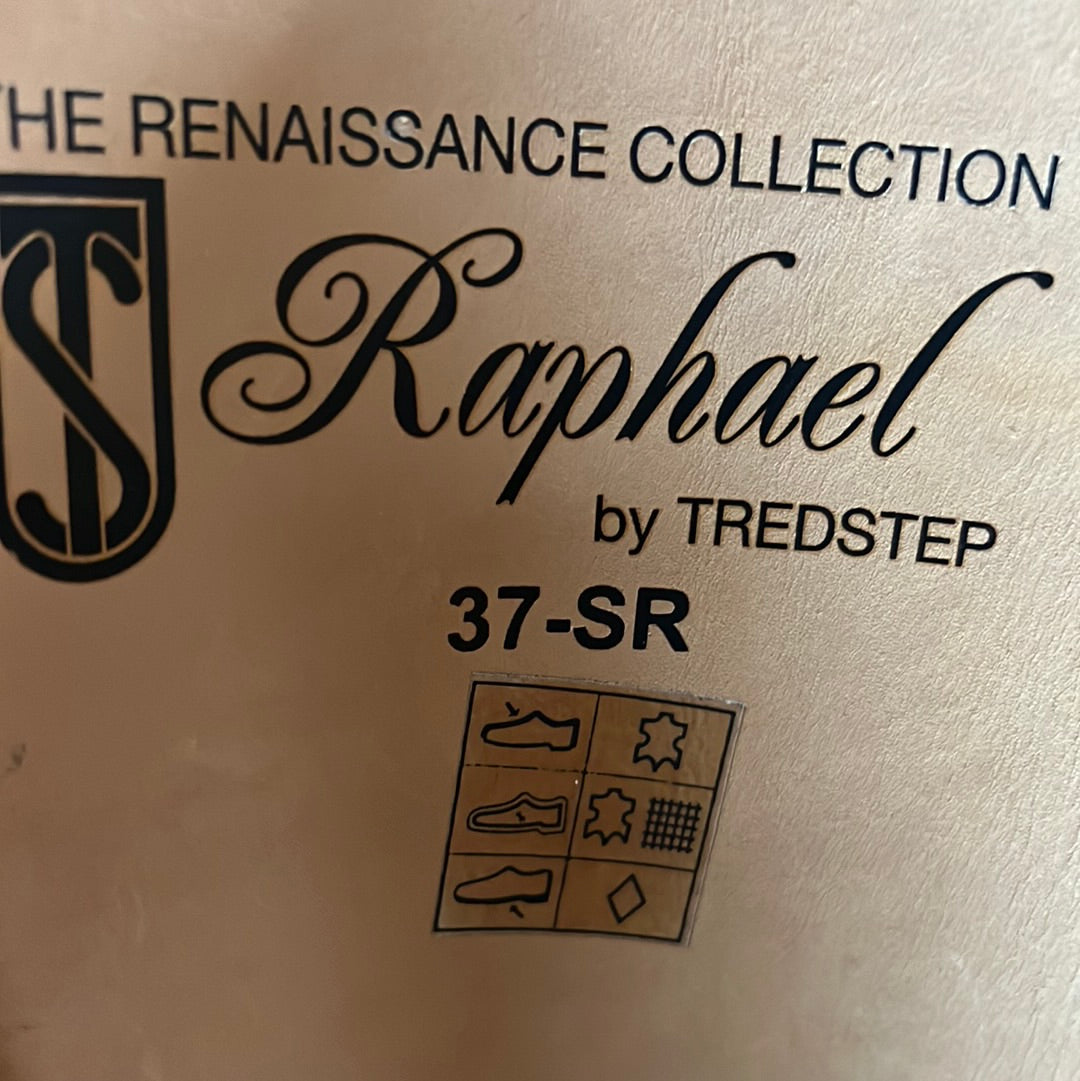 THE RENAISSANCE COLLECTION
TS
Raphael
by TREDSTEP
37-SR